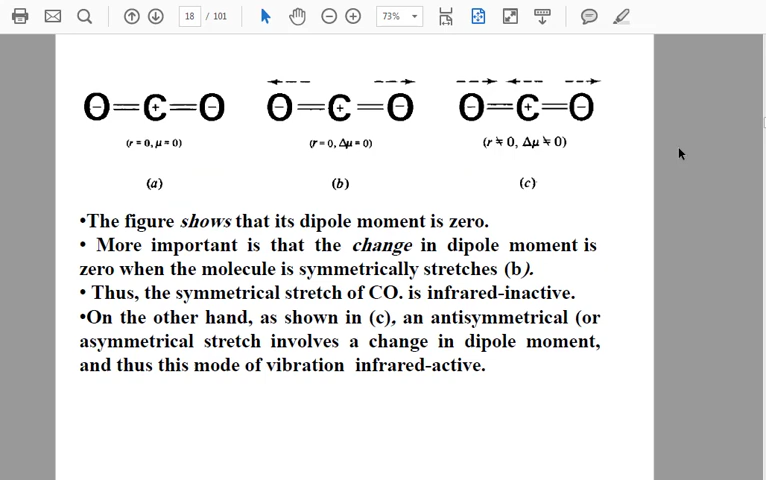 18 / 101 73%
O=C=O O=C=O O=C=O
(r = 0, μ = 0) (r = 0, Δμ = 0) (r ≒ 0, Δμ ≒ 0)
(a) (b) (c)
•The figure shows that its dipole moment is zero.
• More important is that the change in dipole moment is
zero when the molecule is symmetrically stretches (b).
• Thus, the symmetrical stretch of CO. is infrared-inactive.
•On the other hand, as shown in (c), an antisymmetrical (or
asymmetrical stretch involves a change in dipole moment,
and thus this mode of vibration infrared-active.